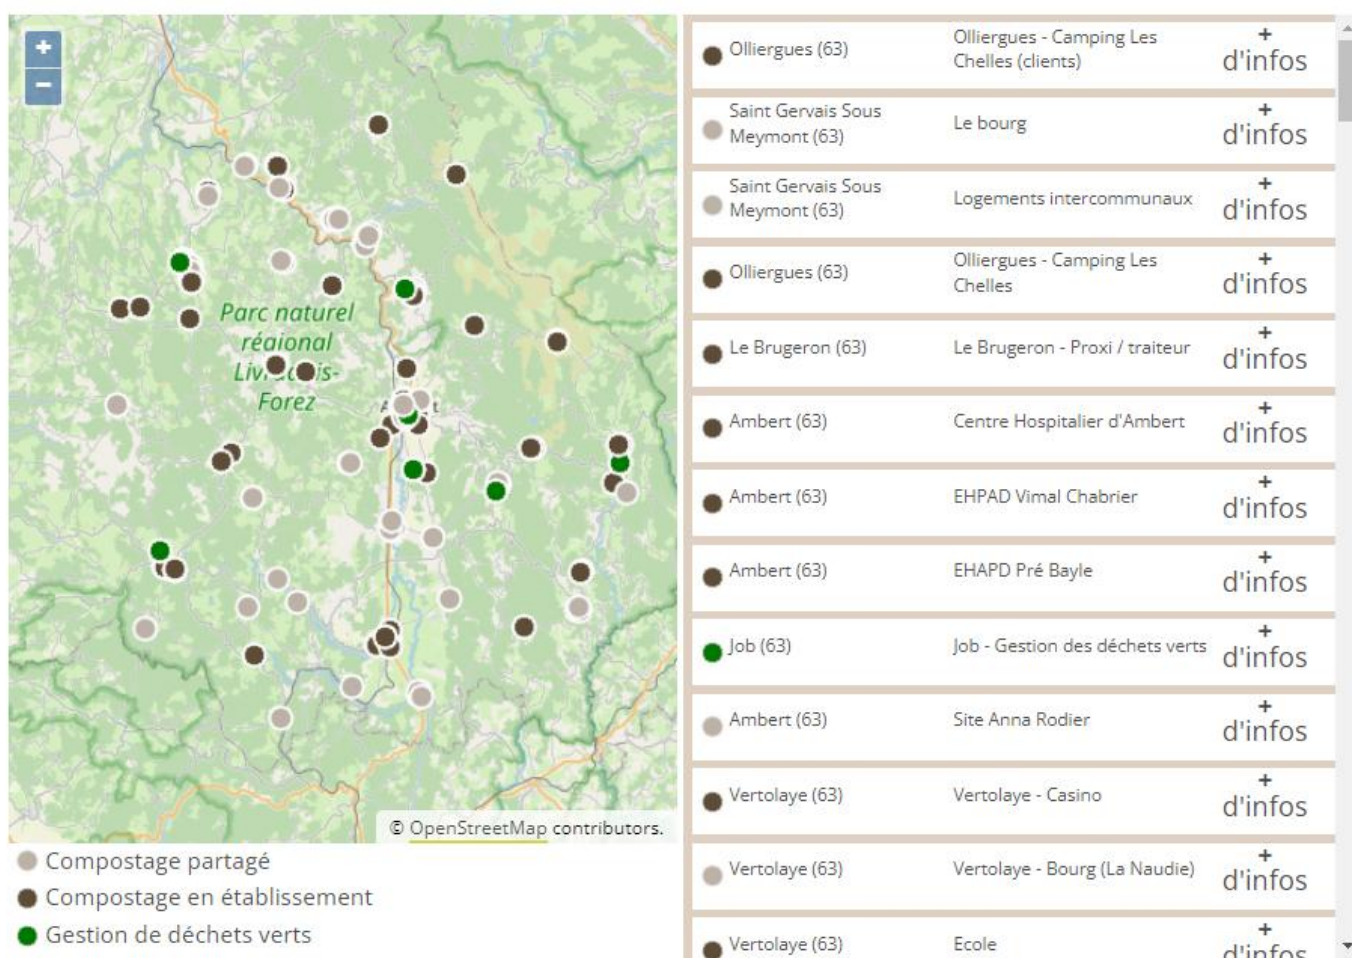 +
−
Parc naturel
régional
Liv
is-
Forez
© OpenStreetMap contributors.
Compostage partagé
Compostage en établissement
Gestion de déchets verts
Olliergues (63)
Olliergues - Camping Les
Chelles (clients)
+
d'infos
Saint Gervais Sous
Meymont (63)
Le bourg
+
d'infos
Saint Gervais Sous
Meymont (63)
Logements intercommunaux
+
d'infos
Olliergues (63)
Olliergues - Camping Les
Chelles
+
d'infos
Le Brugeron (63)
Le Brugeron - Proxi / traiteur
+
d'infos
Ambert (63)
Centre Hospitalier d'Ambert
+
d'infos
Ambert (63)
EHPAD Vimal Chabrier
+
d'infos
Ambert (63)
EHAPD Pré Bayle
+
d'infos
Job (63)
Job - Gestion des déchets verts
+
d'infos
Ambert (63)
Site Anna Rodier
+
d'infos
Vertolaye (63)
Vertolaye - Casino
+
d'infos
Vertolaye (63)
Vertolaye - Bourg (La Naudie)
+
d'infos
Vertolaye (63)
Ecole
+
d'infos